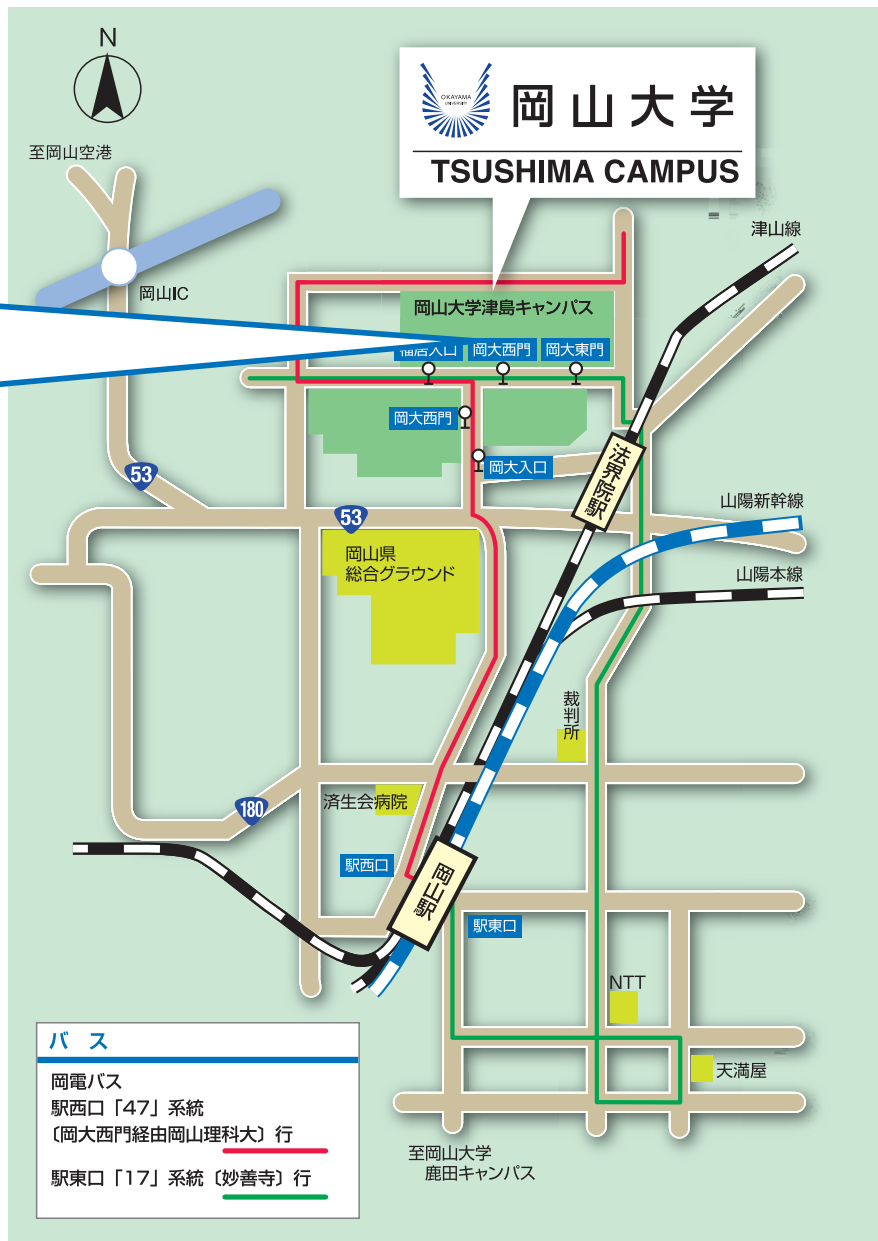 N
OKAYAMA
UNIVERSITY
岡山大学
TSUSHIMA CAMPUS
至岡山空港
津山線
岡山IC
岡山大学津島キャンパス
福居入口
岡大西門
岡大東門
岡大西門
岡大入口
法界院駅
53
53
山陽新幹線
岡山県
総合グラウンド
山陽本線
裁判所
済生会病院
180
駅西口
岡山駅
駅東口
NTT
天満屋
バス
岡電バス
駅西口「47」系統
〔岡大西門経由岡山理科大〕行
駅東口「17」系統〔妙善寺〕行
至岡山大学
鹿田キャンパス